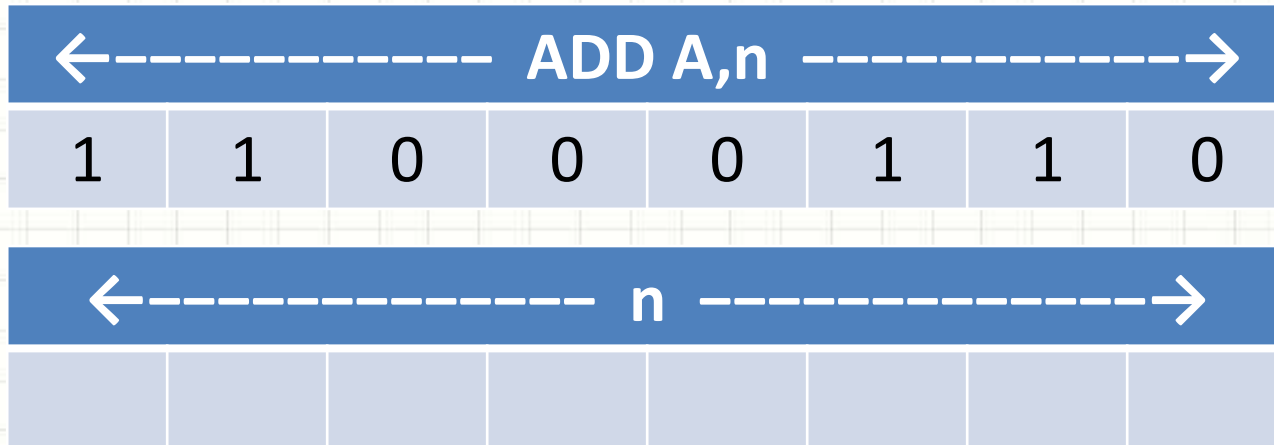 ← – – – – – – – – – – – ADD A,n – – – – – – – – – – – →
1 1 0 0 0 1 1 0
← – – – – – – – – – – – – – – n – – – – – – – – – – – – – – →